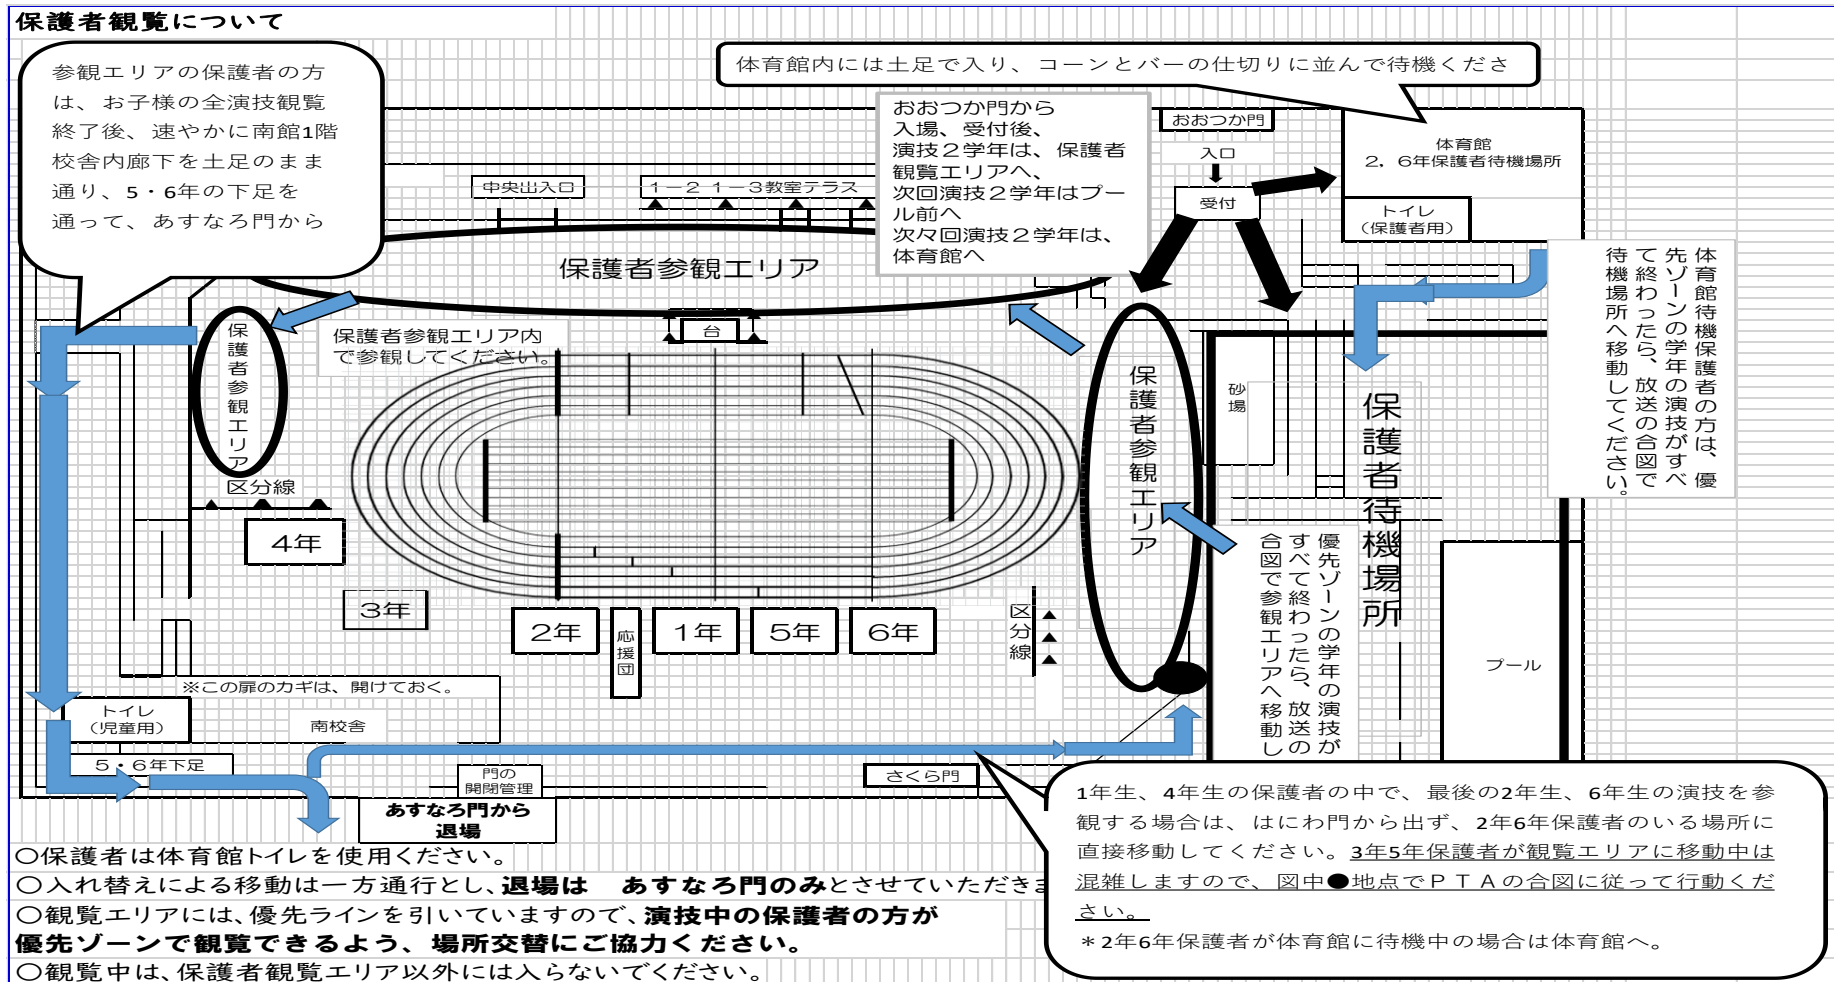 保護者観覧について
参観エリアの保護者の方
は、お子様の全演技観覧
終了後、速やかに南館1階
校舎内廊下を土足のまま
通り、5・6年の下足を
通って、あすなろ門から
体育館内には土足で入り、コーンとバーの仕切りに並んで待機くださ
おおつか門から
入場、受付後、
演技２学年は、保護者
観覧エリアへ、
次回演技２学年はプー
ル前へ
次々回演技２学年は、
体育館へ
おおつか門
入口
受付
体育館
2，6年保護者待機場所
トイレ
（保護者用）
中央出入口
１－２ １－３教室テラス
保護者参観エリア
台
保護者参観エリア内
で参観してください。
保護者参観エリア
区分線
4年
3年
2年
応援団
1年
5年
6年
区分線
保護者参観エリア
砂場
保護者待機場所
体育館待機保護者の方は、優
先ゾーンの学年の演技がすべ
て終わったら、放送の合図で
待機場所へ移動してください。
優先ゾーンの学年の演技が
すべて終わったら、放送の
合図で参観エリアへ移動し
プール
※この扉のカギは、開けておく。
トイレ
（児童用）
南校舎
5・6年下足
門の
開閉管理
さくら門
あすなろ門から
退場
1年生、4年生の保護者の中で、最後の2年生、6年生の演技を参
観する場合は、はにわ門から出ず、2年6年保護者のいる場所に
直接移動してください。3年5年保護者が観覧エリアに移動中は
混雑しますので、図中●地点でＰＴＡの合図に従って行動くだ
さい。
＊2年6年保護者が体育館に待機中の場合は体育館へ。
〇保護者は体育館トイレを使用ください。
〇入れ替えによる移動は一方通行とし、退場は　あすなろ門のみとさせていただきま
〇観覧エリアには、優先ラインを引いていますので、演技中の保護者の方が
優先ゾーンで観覧できるよう、場所交替にご協力ください。
〇観覧中は、保護者観覧エリア以外には入らないでください。